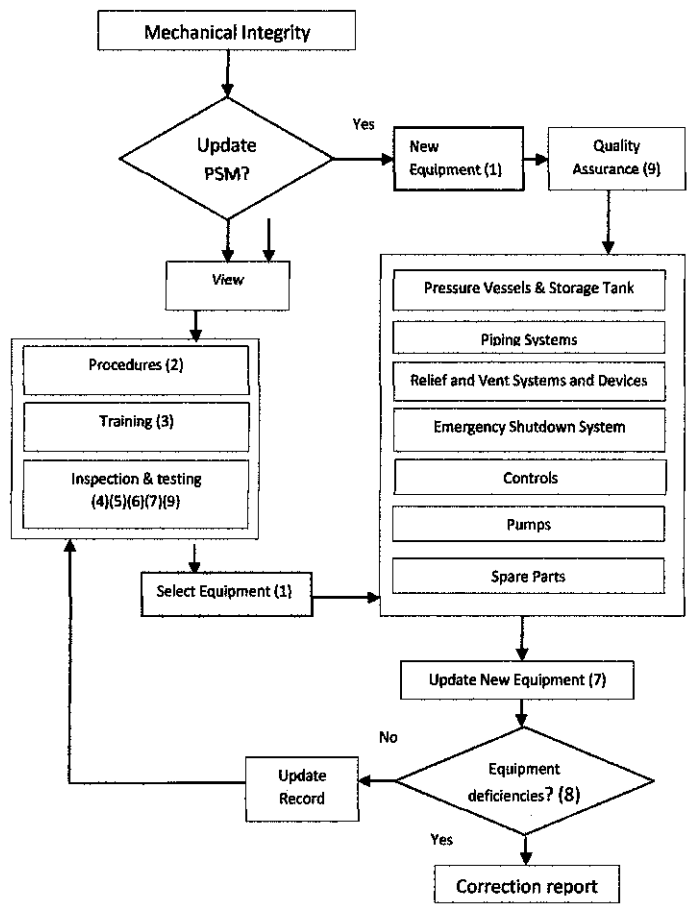 Mechanical Integrity
Update
PSM?
Yes
New
Equipment (1)
Quality
Assurance (9)
View
Pressure Vessels & Storage Tank
Piping Systems
Relief and Vent Systems and Devices
Emergency Shutdown System
Controls
Pumps
Spare Parts
Procedures (2)
Training (3)
Inspection & testing
(4)(5)(6)(7)(9)
Select Equipment (1)
Update New Equipment (7)
No
Equipment
deficiencies? (8)
Update
Record
Yes
Correction report